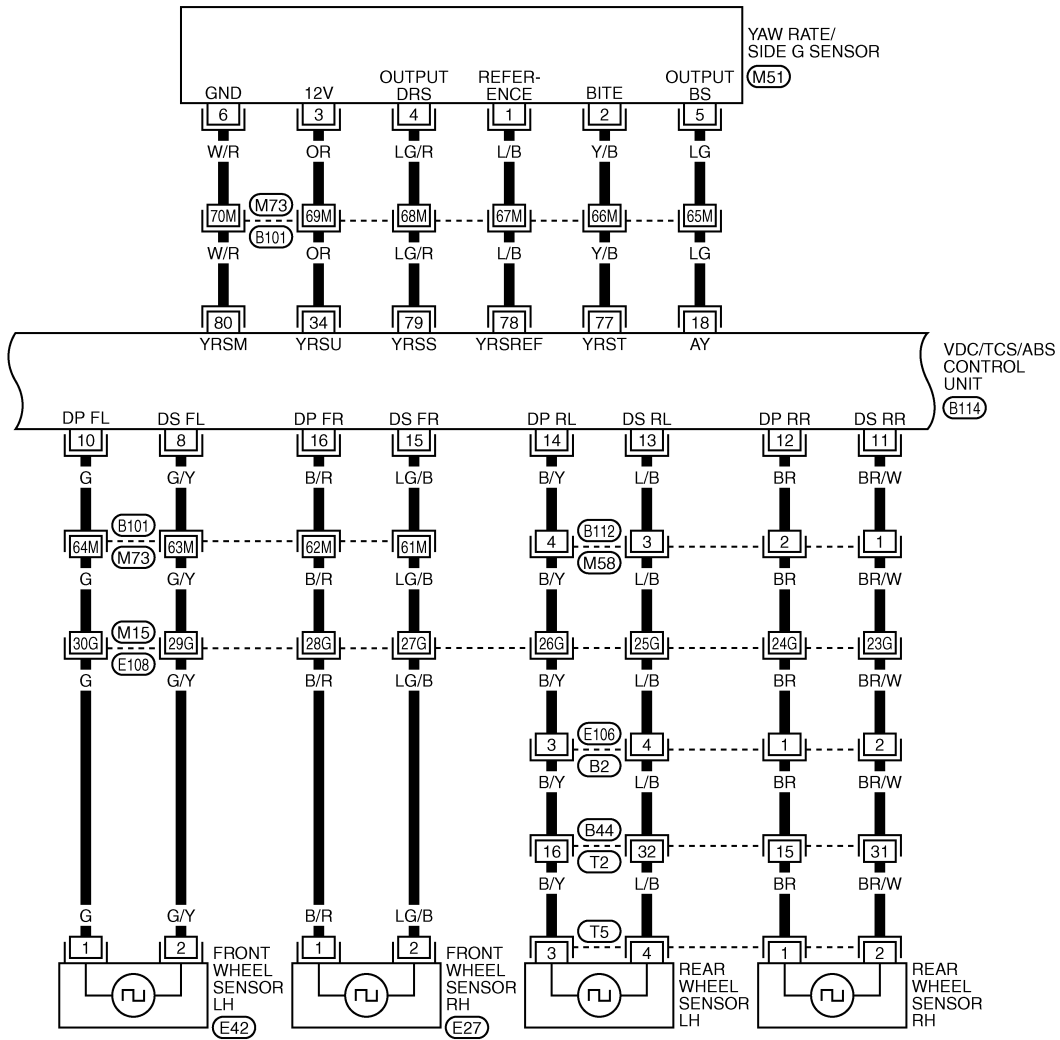 YAW RATE/
SIDE G SENSOR
M51
GND 12V OUTPUT DRS REFER-ENCE BITE OUTPUT BS
6 3 4 1 2 5
W/R OR LG/R L/B Y/B LG
70M M73 69M 68M 67M 66M 65M
B101
W/R OR LG/R L/B Y/B LG
80 34 79 78 77 18
YRSM YRSU YRSS YRSREF YRST AY
VDC/TCS/ABS
CONTROL
UNIT
B114
DP FL DS FL DP FR DS FR DP RL DS RL DP RR DS RR
10 8 16 15 14 13 12 11
G G/Y B/R LG/B B/Y L/B BR BR/W
B101 B112
64M 63M 62M 61M 4 3 2 1
M73 M58
G G/Y B/R LG/B B/Y L/B BR BR/W
M15
30G 29G 28G 27G 26G 25G 24G 23G
E108
G G/Y B/R LG/B B/Y L/B BR BR/W
E106
3 4 1 2
B2
B/Y L/B BR BR/W
B44
16 32 15 31
T2
B/Y L/B BR BR/W
G G/Y B/R LG/B
T5
1 2 1 2 3 4 1 2
FRONT
WHEEL
SENSOR
LH
E42
FRONT
WHEEL
SENSOR
RH
E27
REAR
WHEEL
SENSOR
LH
REAR
WHEEL
SENSOR
RH